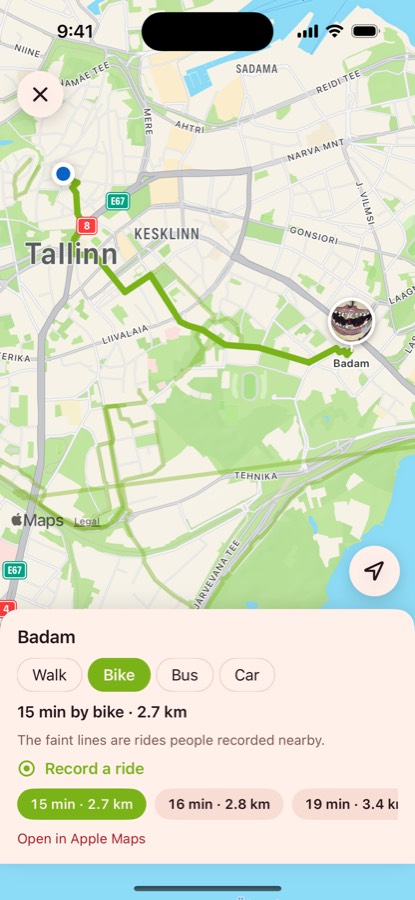 9:41
SADAMA
NIINE
NAMAE TEE
REIDI TEE
MERE
AHTRI
NARVA MNT
J. VILMSI
E67
8
KESKLINN
GONSIORI
Tallinn
LIIVALAIA
Badam
TEHNIKA
Maps Legal
JÄRVEVANA TEE
E67
4
Badam
Walk Bike Bus Car
15 min by bike · 2.7 km
The faint lines are rides people recorded nearby.
Record a ride
15 min · 2.7 km 16 min · 2.8 km 19 min · 3.4
Open in Apple Maps